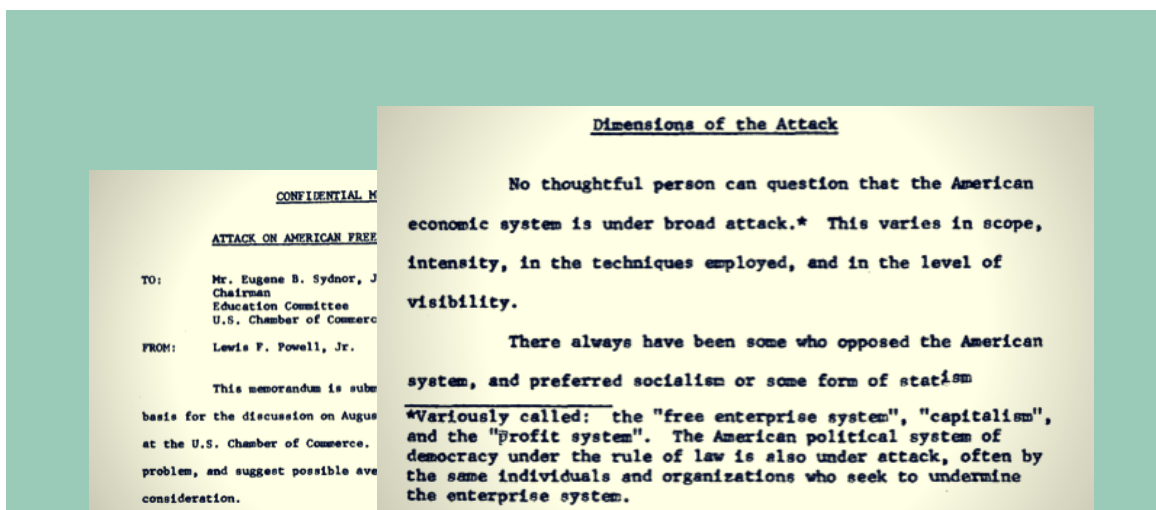 CONFIDENTIAL M
ATTACK ON AMERICAN FREE
TO: Mr. Eugene B. Sydnor, J
Chairman
Education Committee
U.S. Chamber of Commerc
FROM: Lewis F. Powell, Jr.
This memorandum is subm
basis for the discussion on Augus
at the U.S. Chamber of Commerce.
problem, and suggest possible ave
consideration.
Dimensions of the Attack
No thoughtful person can question that the American
economic system is under broad attack.* This varies in scope,
intensity, in the techniques employed, and in the level of
visibility.
There always have been some who opposed the American
system, and preferred socialism or some form of statism
*Variously called: the "free enterprise system", "capitalism",
and the "profit system". The American political system of
democracy under the rule of law is also under attack, often by
the same individuals and organizations who seek to undermine
the enterprise system.